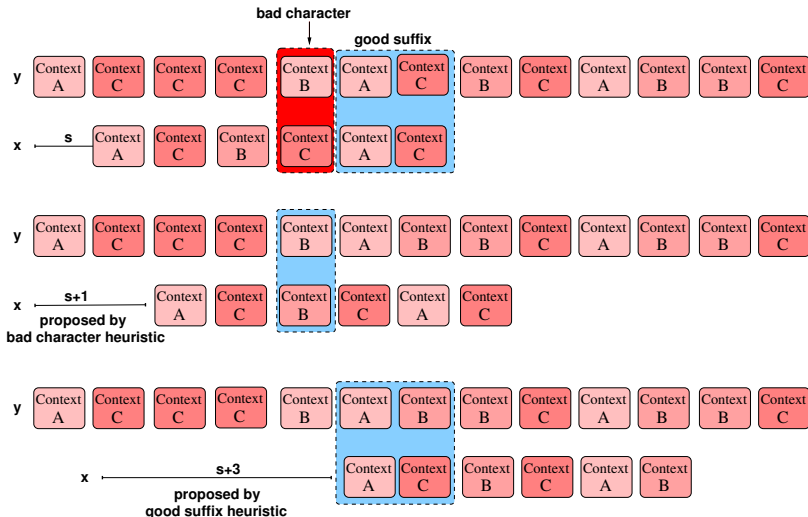 bad character
good suffix
y Context A Context C Context C Context C Context B Context A Context C Context B Context C Context A Context B Context B Context C
x s Context A Context C Context B Context C Context A Context C
y Context A Context C Context C Context C Context B Context A Context B Context B Context C Context A Context B Context B Context C
x s+1 Context A Context C Context B Context C Context A Context C
proposed by
bad character heuristic
y Context A Context C Context C Context C Context B Context A Context B Context B Context C Context A Context B Context B Context C
x s+3 Context A Context C Context B Context C Context A Context B
proposed by
good suffix heuristic